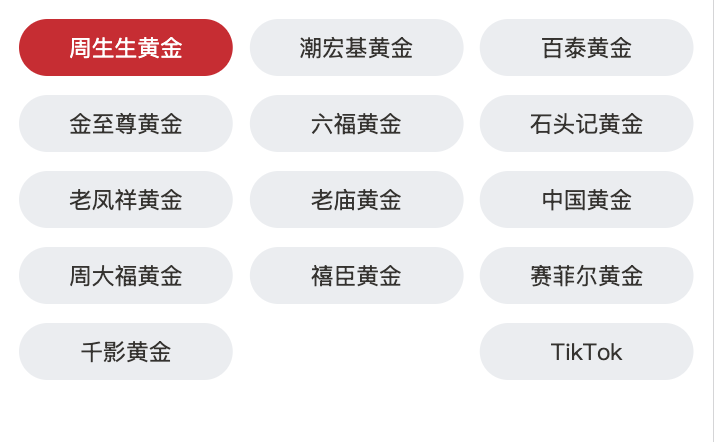 周生生黄金 潮宏基黄金 百泰黄金
金至尊黄金 六福黄金 石头记黄金
老凤祥黄金 老庙黄金 中国黄金
周大福黄金 禧臣黄金 赛菲尔黄金
千影黄金 TikTok